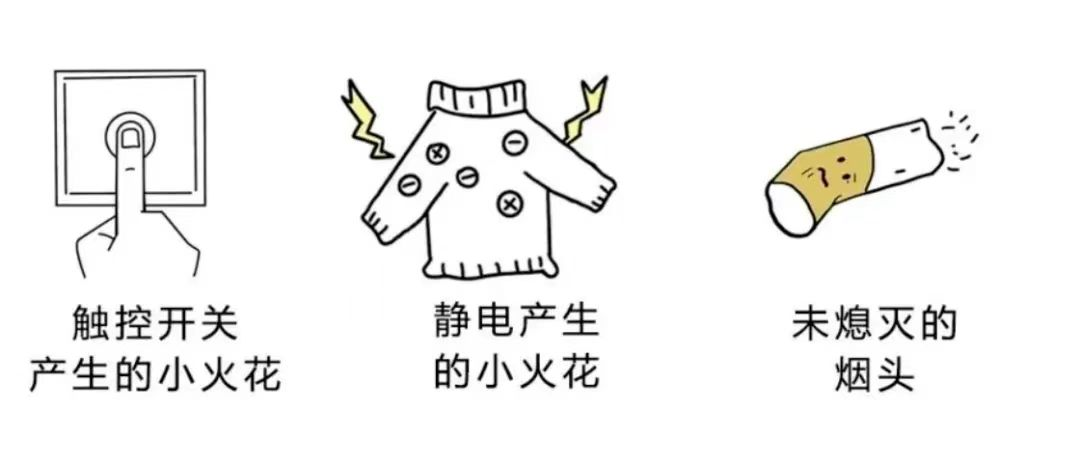 触控开关
产生的小火花
静电产生
的小火花
未熄灭的
烟头